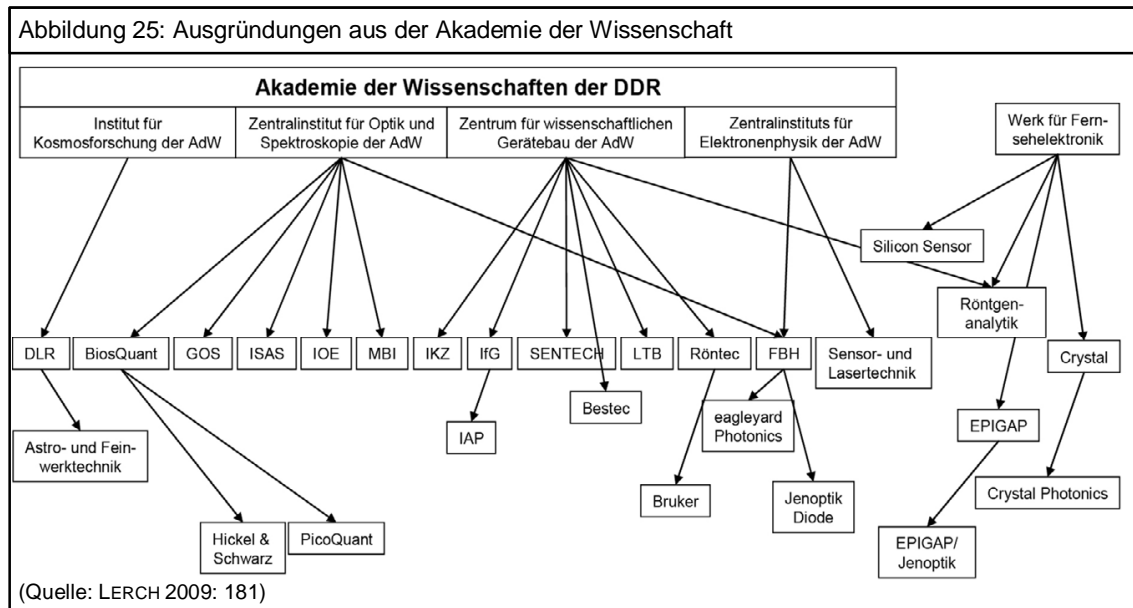 Abbildung 25: Ausgründungen aus der Akademie der Wissenschaft
Akademie der Wissenschaften der DDR
Institut für
Kosmosforschung der AdW
Zentralinstitut für Optik und
Spektroskopie der AdW
Zentrum für wissenschaftlichen
Gerätebau der AdW
Zentralinstituts für
Elektronenphysik der AdW
Werk für Fern-
sehelektronik
Silicon Sensor
Röntgen-
analytik
DLR
BiosQuant
GOS
ISAS
IOE
MBI
IKZ
IfG
SENTECH
LTB
Röntec
FBH
Sensor- und
Lasertechnik
Crystal
Astro- und Fein-
werktechnik
IAP
Bestec
eagleyard
Photonics
EPIGAP
Bruker
Jenoptik
Diode
Crystal Photonics
Hickel &
Schwarz
PicoQuant
EPIGAP/
Jenoptik
(Quelle: LERCH 2009: 181)